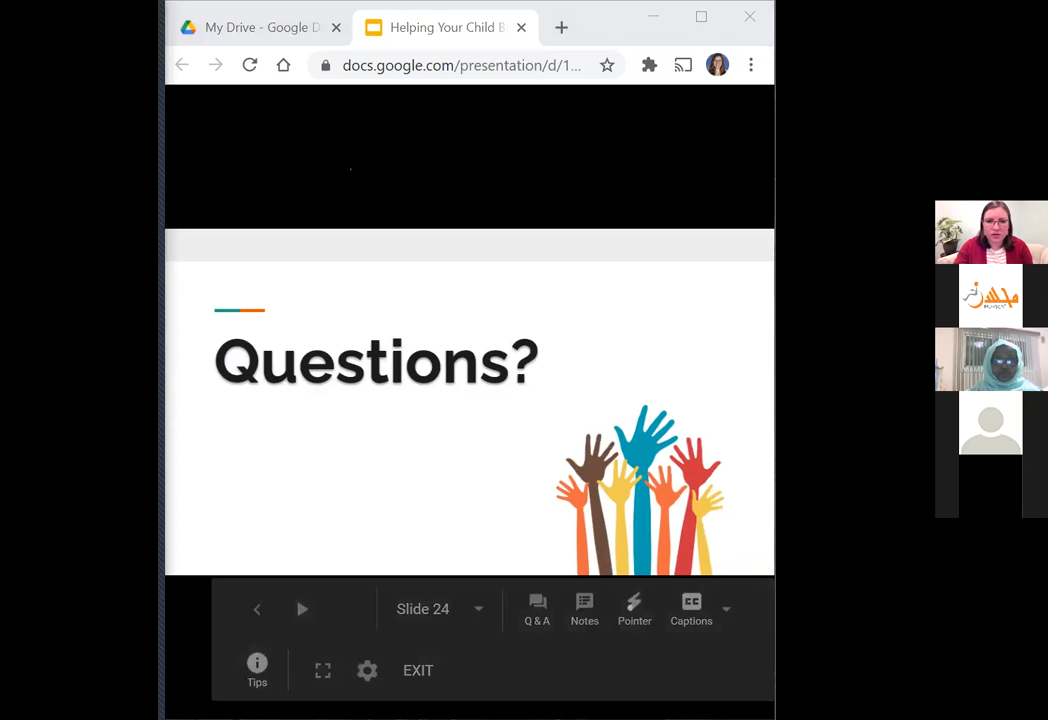 My Drive - Google D
Helping Your Child B
docs.google.com/presentation/d/1...
Questions?
Slide 24
Q & A
Notes
Pointer
CC
Captions
Tips
EXIT